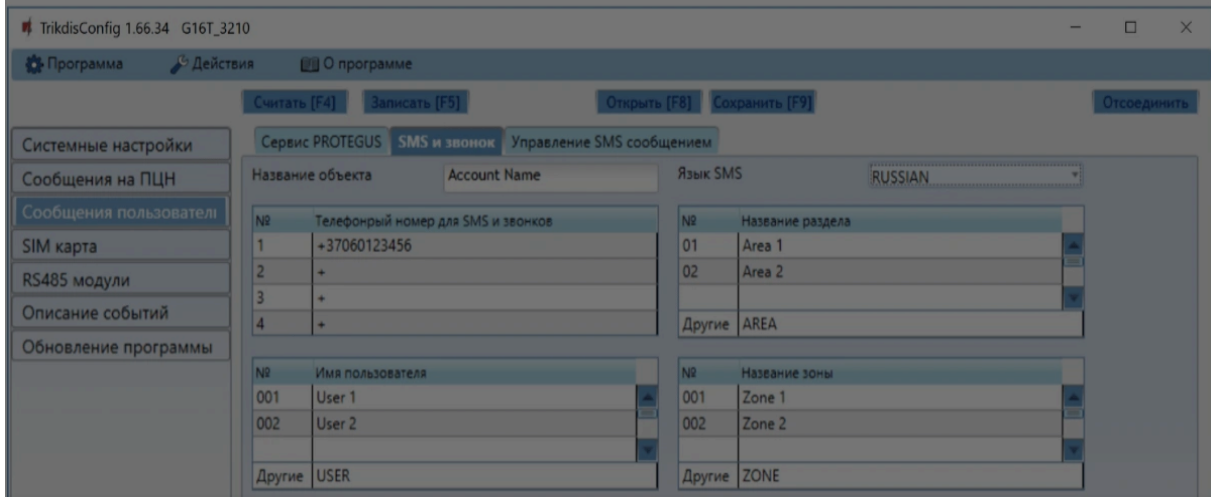 TrikdisConfig 1.66.34 G16T_3210
Программа Действия О программе
Считать [F4] Записать [F5] Открыть [F8] Сохранить [F9] Отсоединить
Системные настройки
Сообщения на ПЦН
Сообщения пользовател
SIM карта
RS485 модули
Описание событий
Обновление программы
Сервис PROTEGUS SMS и звонок Управление SMS сообщением
Название объекта Account Name Язык SMS RUSSIAN
№ Телефонрый номер для SMS и звонков
1 +37060123456
2 +
3 +
4 +
№ Название раздела
01 Area 1
02 Area 2
Другие AREA
№ Имя пользователя
001 User 1
002 User 2
Другие USER
№ Название зоны
001 Zone 1
002 Zone 2
Другие ZONE